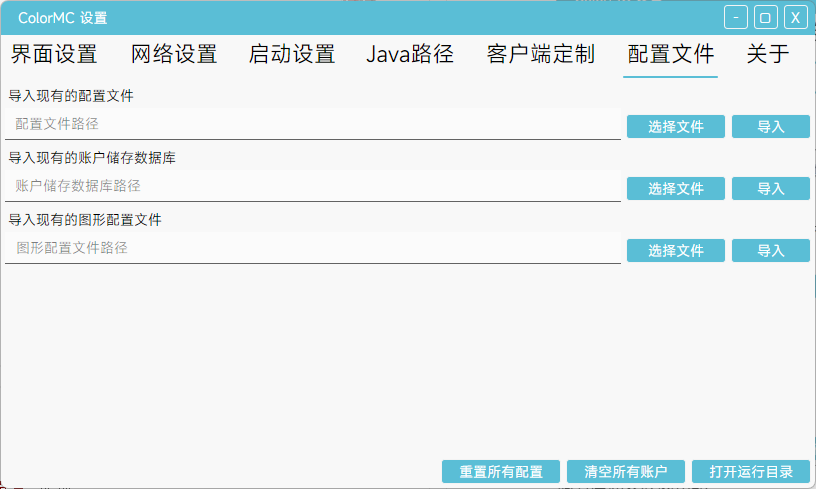 ColorMC 设置
- ▢ X
界面设置 网络设置 启动设置 Java路径 客户端定制 配置文件 关于
导入现有的配置文件
配置文件路径 选择文件 导入
导入现有的账户储存数据库
账户储存数据库路径 选择文件 导入
导入现有的图形配置文件
图形配置文件路径 选择文件 导入
重置所有配置 清空所有账户 打开运行目录